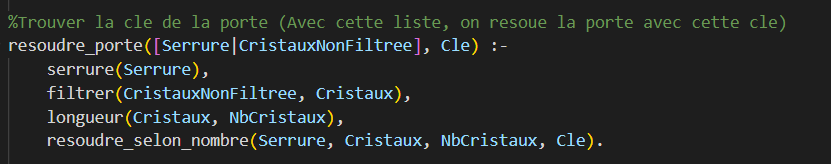 %Trouver la cle de la porte (Avec cette liste, on resoue la porte avec cette cle)
resoudre_porte([Serrure|CristauxNonFiltree], Cle) :-
    serrure(Serrure),
    filtrer(CristauxNonFiltree, Cristaux),
    longueur(Cristaux, NbCristaux),
    resoudre_selon_nombre(Serrure, Cristaux, NbCristaux, Cle).